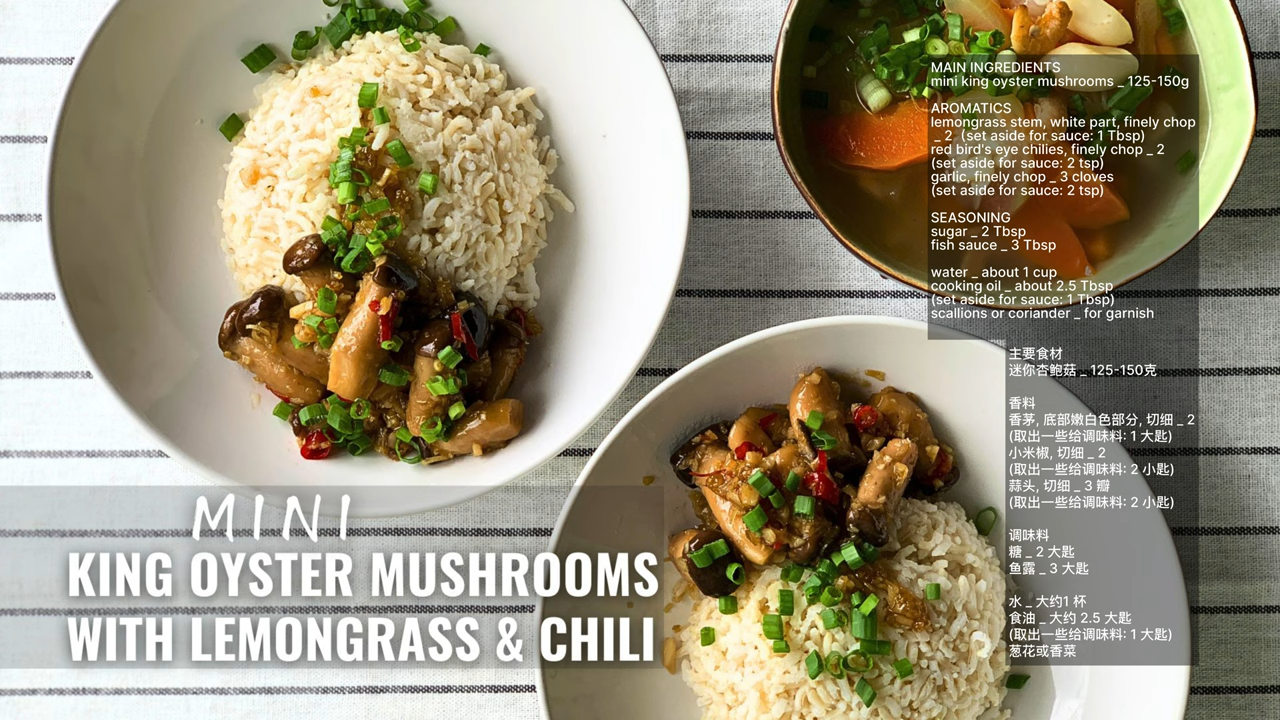 MINI
KING OYSTER MUSHROOMS
WITH LEMONGRASS & CHILI
MAIN INGREDIENTS
mini king oyster mushrooms _ 125-150g
AROMATICS
lemongrass stem, white part, finely chop
_ 2 (set aside for sauce: 1 Tbsp)
red bird's eye chilies, finely chop _ 2
(set aside for sauce: 2 tsp)
garlic, finely chop _ 3 cloves
(set aside for sauce: 2 tsp)
SEASONING
sugar _ 2 Tbsp
fish sauce _ 3 Tbsp
water _ about 1 cup
cooking oil _ about 2.5 Tbsp
(set aside for sauce: 1 Tbsp)
scallions or coriander _ for garnish
主要食材
迷你杏鲍菇 _ 125-150克
香料
香茅, 底部嫩白色部分, 切细 _ 2
(取出一些给调味料: 1 大匙)
小米椒, 切细 _ 2
(取出一些给调味料: 2 小匙)
蒜头, 切细 _ 3 瓣
(取出一些给调味料: 2 小匙)
调味料
糖 _ 2 大匙
鱼露 _ 3 大匙
水 _ 大约1 杯
食油 _ 大约 2.5 大匙
(取出一些给调味料: 1 大匙)
葱花或香菜